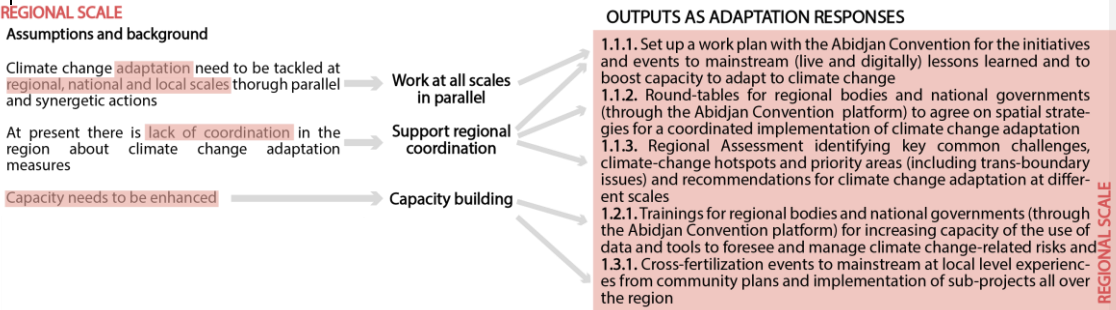 REGIONAL SCALE
Assumptions and background
Climate change adaptation need to be tackled at
regional, national and local scales thorugh parallel
and synergetic actions
At present there is lack of coordination in the
region about climate change adaptation
measures
Capacity needs to be enhanced
Work at all scales
in parallel
Support regional
coordination
Capacity building
OUTPUTS AS ADAPTATION RESPONSES
1.1.1. Set up a work plan with the Abidjan Convention for the initiatives
and events to mainstream (live and digitally) lessons learned and to
boost capacity to adapt to climate change
1.1.2. Round-tables for regional bodies and national governments
(through the Abidjan Convention platform) to agree on spatial strate-
gies for a coordinated implementation of climate change adaptation
1.1.3. Regional Assessment identifying key common challenges,
climate-change hotspots and priority areas (including trans-boundary
issues) and recommendations for climate change adaptation at differ-
ent scales
1.2.1. Trainings for regional bodies and national governments (through
the Abidjan Convention platform) for increasing capacity of the use of
data and tools to foresee and manage climate change-related risks and
1.3.1. Cross-fertilization events to mainstream at local level experienc-
es from community plans and implementation of sub-projects all over
the region
REGIONAL SCALE